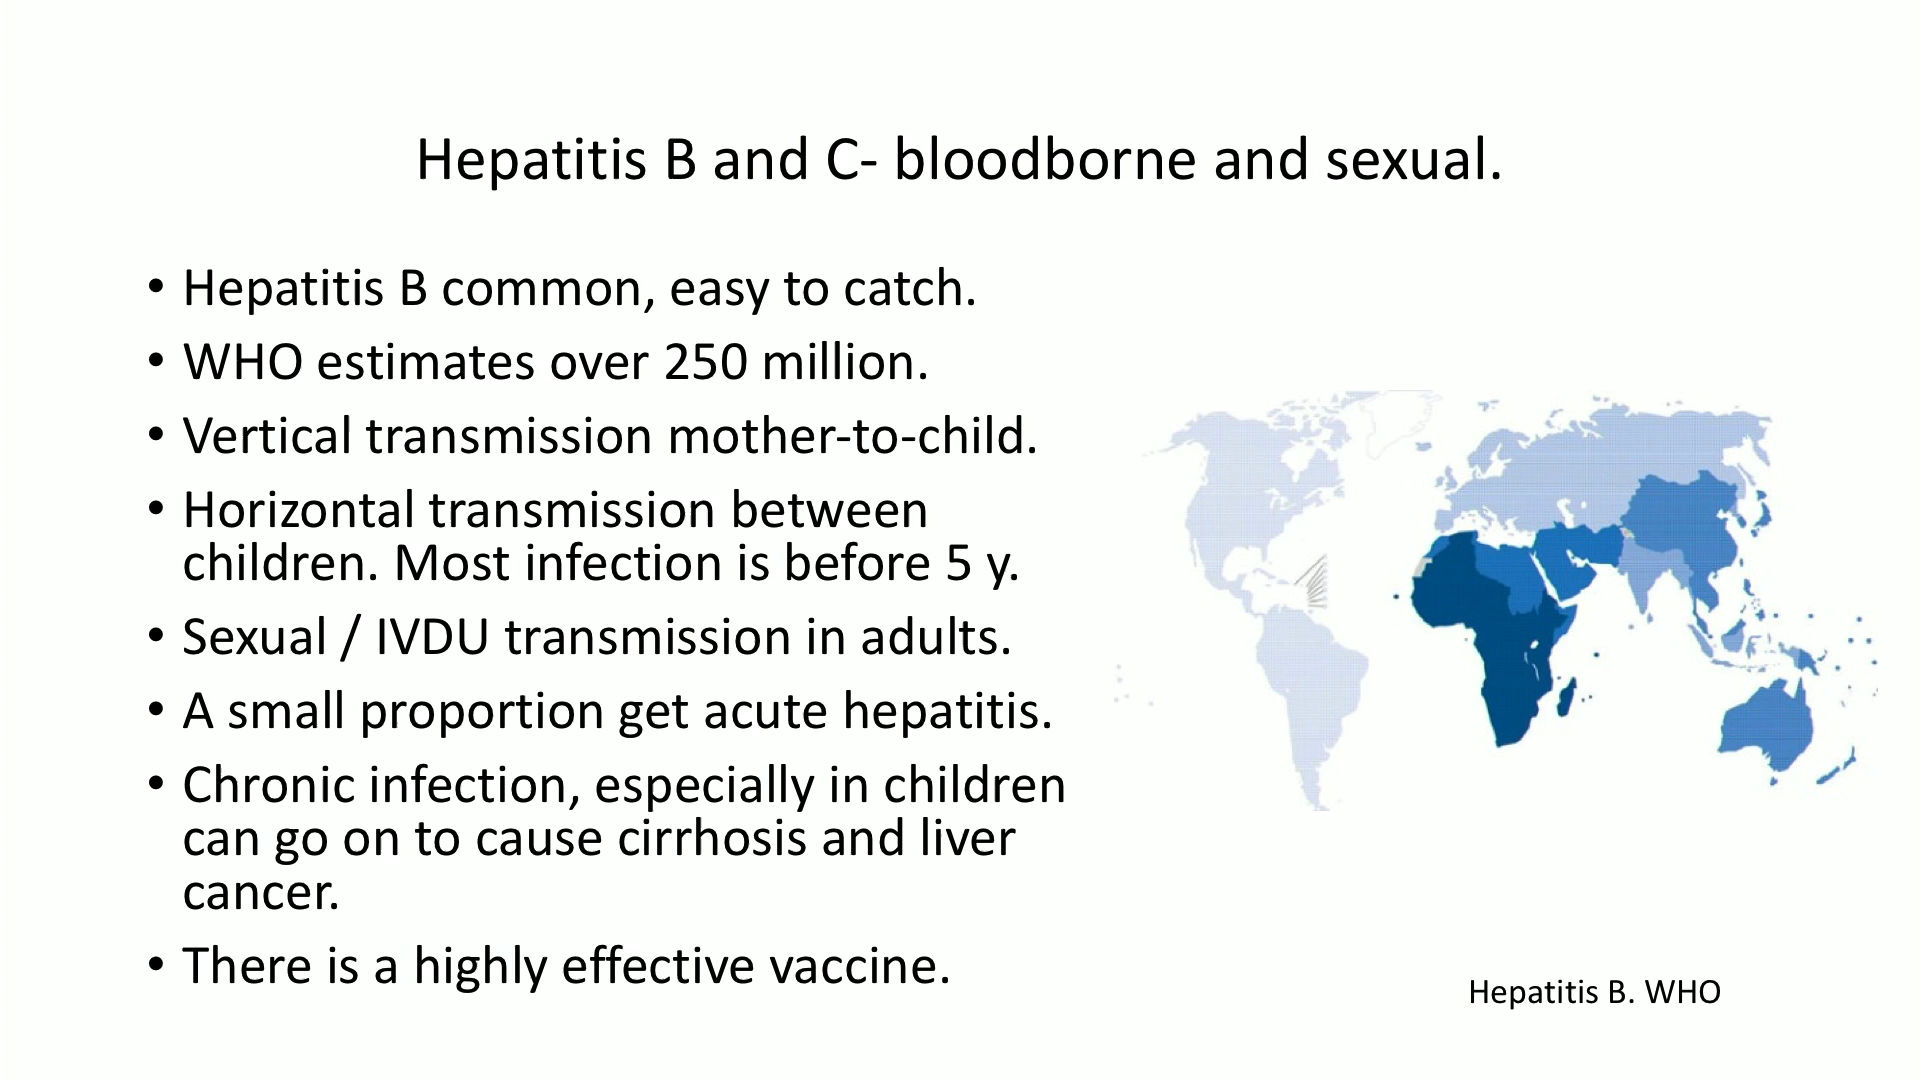 Hepatitis B and C- bloodborne and sexual.
• Hepatitis B common, easy to catch.
• WHO estimates over 250 million.
• Vertical transmission mother-to-child.
• Horizontal transmission between
children. Most infection is before 5 y.
• Sexual / IVDU transmission in adults.
• A small proportion get acute hepatitis.
• Chronic infection, especially in children
can go on to cause cirrhosis and liver
cancer.
• There is a highly effective vaccine.
Hepatitis B. WHO